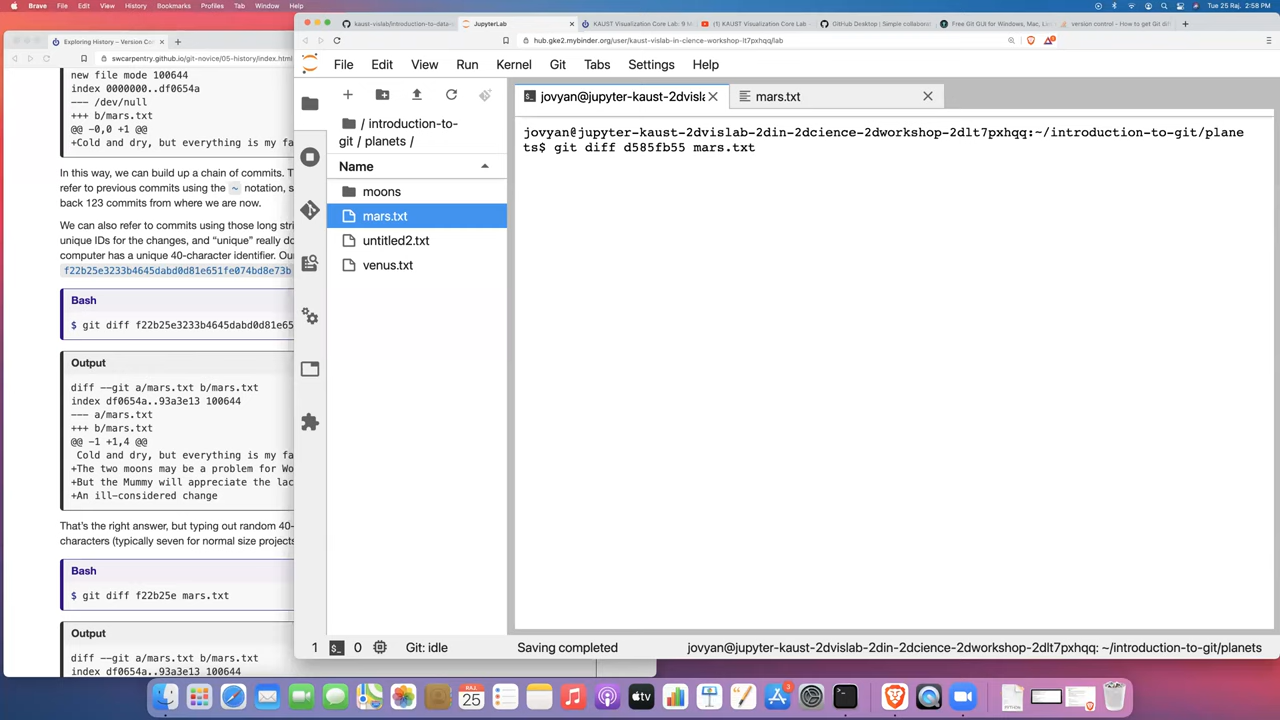 Brave File Edit View History Bookmarks Profiles Tab Window Help
Tue 25 Raj, 2:58 PM
Exploring History – Version Co
swcarpentry.github.io/git-novice/05-history/index.html
new file mode 100644
index 0000000..df0654a
--- /dev/null
+++ b/mars.txt
@@ -0,0 +1 @@
+Cold and dry, but everything is my fa
In this way, we can build up a chain of commits. T
refer to previous commits using the ~ notation, s
back 123 commits from where we are now.
We can also refer to commits using those long stri
unique IDs for the changes, and “unique” really do
computer has a unique 40-character identifier. Ou
f22b25e3233b4645dabd0d81e651fe074bd8e73b
Bash
$ git diff f22b25e3233b4645dabd0d81e65
Output
diff --git a/mars.txt b/mars.txt
index df0654a..93a3e13 100644
--- a/mars.txt
+++ b/mars.txt
@@ -1 +1,4 @@
Cold and dry, but everything is my fa
+The two moons may be a problem for Wo
+But the Mummy will appreciate the lac
+An ill-considered change
That’s the right answer, but typing out random 40-
characters (typically seven for normal size projects
Bash
$ git diff f22b25e mars.txt
Output
diff --git a/mars.txt b/mars.txt
index df0654a..93a3e13 100644
kaust-vislab/introduction-to-data-
JupyterLab
KAUST Visualization Core Lab: 9 M
(1) KAUST Visualization Core Lab
GitHub Desktop | Simple collabora
Free Git GUI for Windows, Mac, Lin
version control – How to get Git di
hub.gke2.mybinder.org/user/kaust-vislab-in-cience-workshop-lt7pxhqq/lab
File Edit View Run Kernel Git Tabs Settings Help
/ introduction-to-
git / planets /
Name
moons
mars.txt
untitled2.txt
venus.txt
jovyan@jupyter-kaust-2dvisla
mars.txt
jovyan@jupyter-kaust-2dvislab-2din-2dcience-2dworkshop-2dlt7pxhqq:~/introduction-to-git/plane
ts$ git diff d585fb55 mars.txt
1 0 Git: idle Saving completed jovyan@jupyter-kaust-2dvislab-2din-2dcience-2dworkshop-2dlt7pxhqq: ~/introduction-to-git/planets
RAJ.
25
3